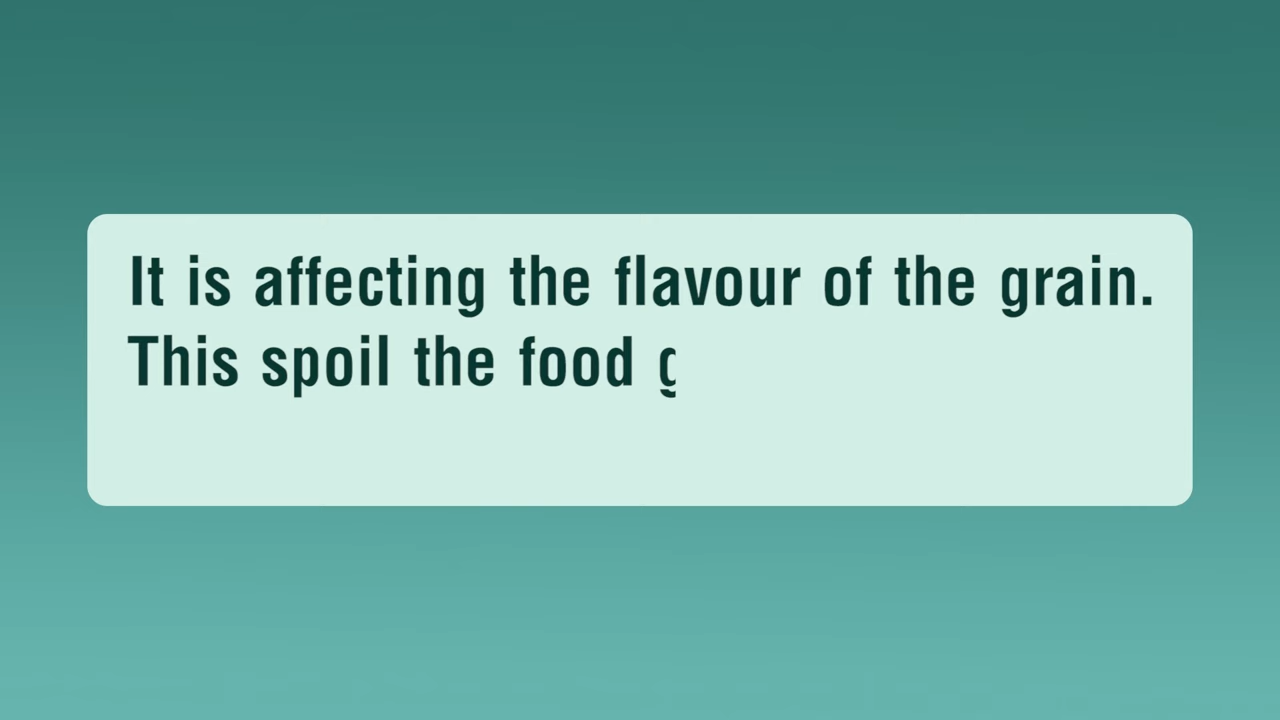 It is affecting the flavour of the grain.
This spoil the food